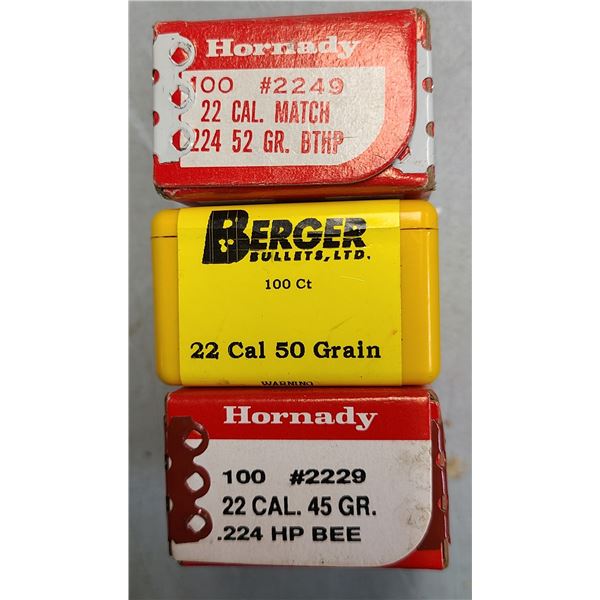 Hornady
100 #2249
22 CAL. MATCH
.224 52 GR. BTHP
BERGER
BULLETS, LTD.
100 Ct
22 Cal 50 Grain
WARNING
Hornady
100 #2229
22 CAL. 45 GR.
.224 HP BEE